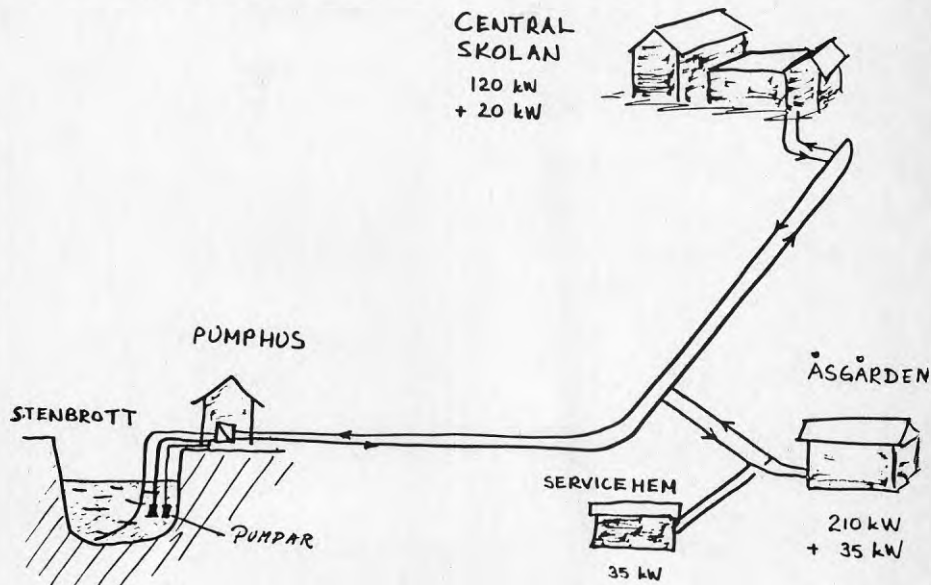 CENTRAL
SKOLAN
120 kW
+ 20 kW
PUMPHUS
STENBROTT
PUMPAR
ÅSGÅRDEN
SERVICEHEM
210 kW
+ 35 kW
35 kW